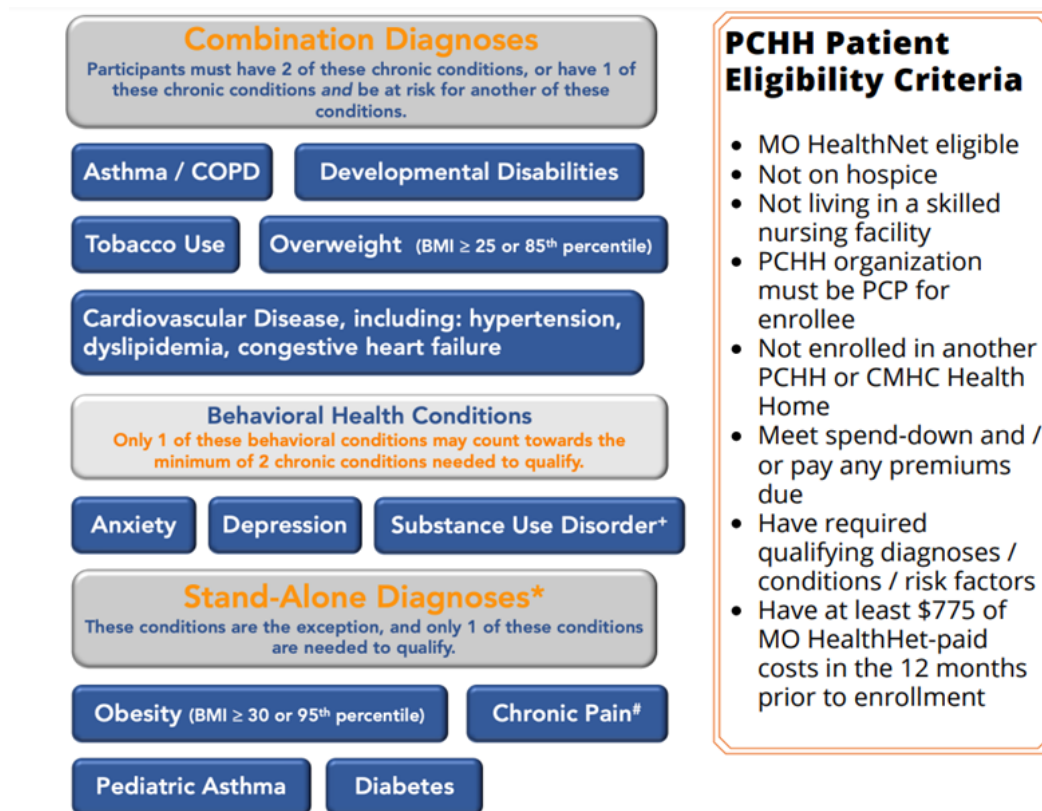 Combination Diagnoses
Participants must have 2 of these chronic conditions, or have 1 of
these chronic conditions and be at risk for another of these
conditions.
Asthma / COPD
Developmental Disabilities
Tobacco Use
Overweight (BMI ≥ 25 or 85th percentile)
Cardiovascular Disease, including: hypertension,
dyslipidemia, congestive heart failure
Behavioral Health Conditions
Only 1 of these behavioral conditions may count towards the
minimum of 2 chronic conditions needed to qualify.
Anxiety
Depression
Substance Use Disorder+
Stand-Alone Diagnoses*
These conditions are the exception, and only 1 of these conditions
are needed to qualify.
Obesity (BMI ≥ 30 or 95th percentile)
Chronic Pain#
Pediatric Asthma
Diabetes
PCHH Patient
Eligibility Criteria
• MO HealthNet eligible
• Not on hospice
• Not living in a skilled
nursing facility
• PCHH organization
must be PCP for
enrollee
• Not enrolled in another
PCHH or CMHC Health
Home
• Meet spend-down and /
or pay any premiums
due
• Have required
qualifying diagnoses /
conditions / risk factors
• Have at least $775 of
MO HealthHet-paid
costs in the 12 months
prior to enrollment